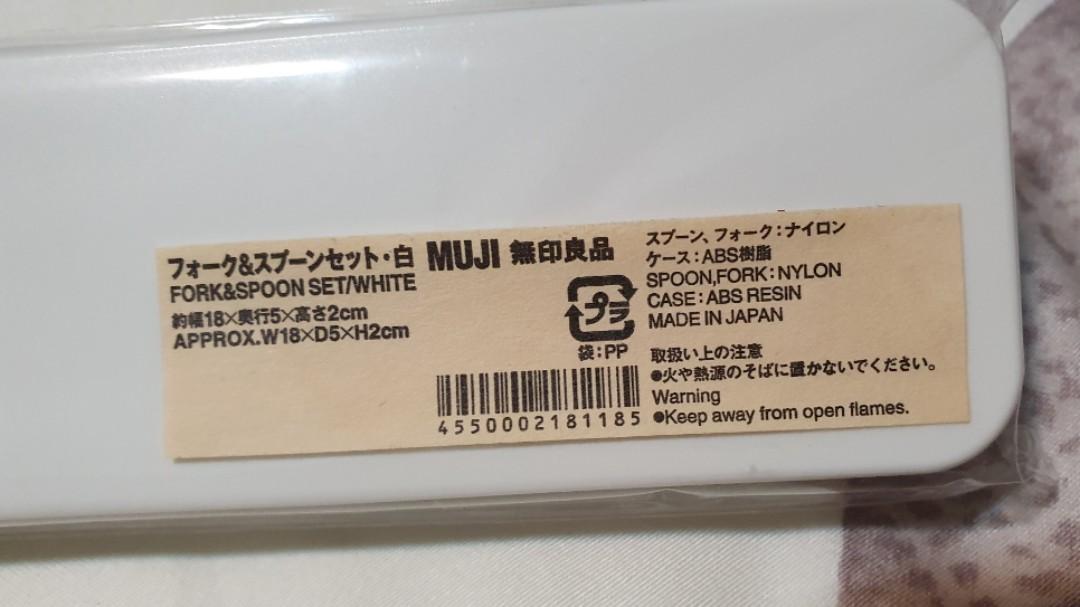 フォーク&スプーンセット・白
FORK&SPOON SET/WHITE
約幅18×奥行5×高さ2cm
APPROX.W18×D5×H2cm
MUJI 無印良品
プラ
袋:PP
4550002181185
スプーン、フォーク:ナイロン
ケース:ABS樹脂
SPOON,FORK:NYLON
CASE:ABS RESIN
MADE IN JAPAN
取扱い上の注意
●火や熱源のそばに置かないでください。
Warning
●Keep away from open flames.